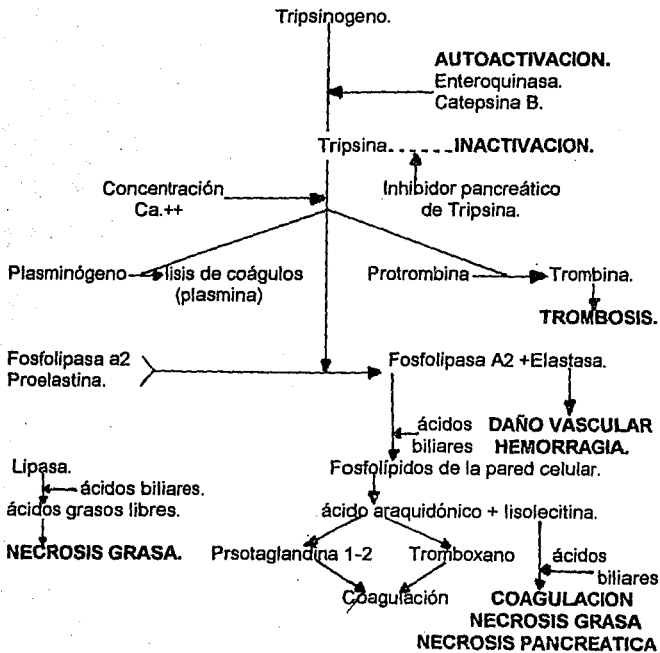 Tripsinogeno.
AUTOACTIVACION.
Enteroquinasa.
Catepsina B.
Tripsina
INACTIVACION.
Concentración
Ca.++
Inhibidor pancreático
de Tripsina.
Plasminógeno
lisis de coágulos
(plasmina)
Protrombina
Trombina.
TROMBOSIS.
Fosfolipasa a2
Proelastina.
Fosfolipasa A2 +Elastasa.
ácidos
biliares
DAÑO VASCULAR
HEMORRAGIA.
Fosfolípidos de la pared celular.
Lipasa.
ácidos biliares.
ácidos grasos libres.
NECROSIS GRASA.
ácido araquidónico + lisolecitina.
Prsotaglandina 1-2
Tromboxano
ácidos
biliares
Coagulación
COAGULACION
NECROSIS GRASA
NECROSIS PANCREATICA